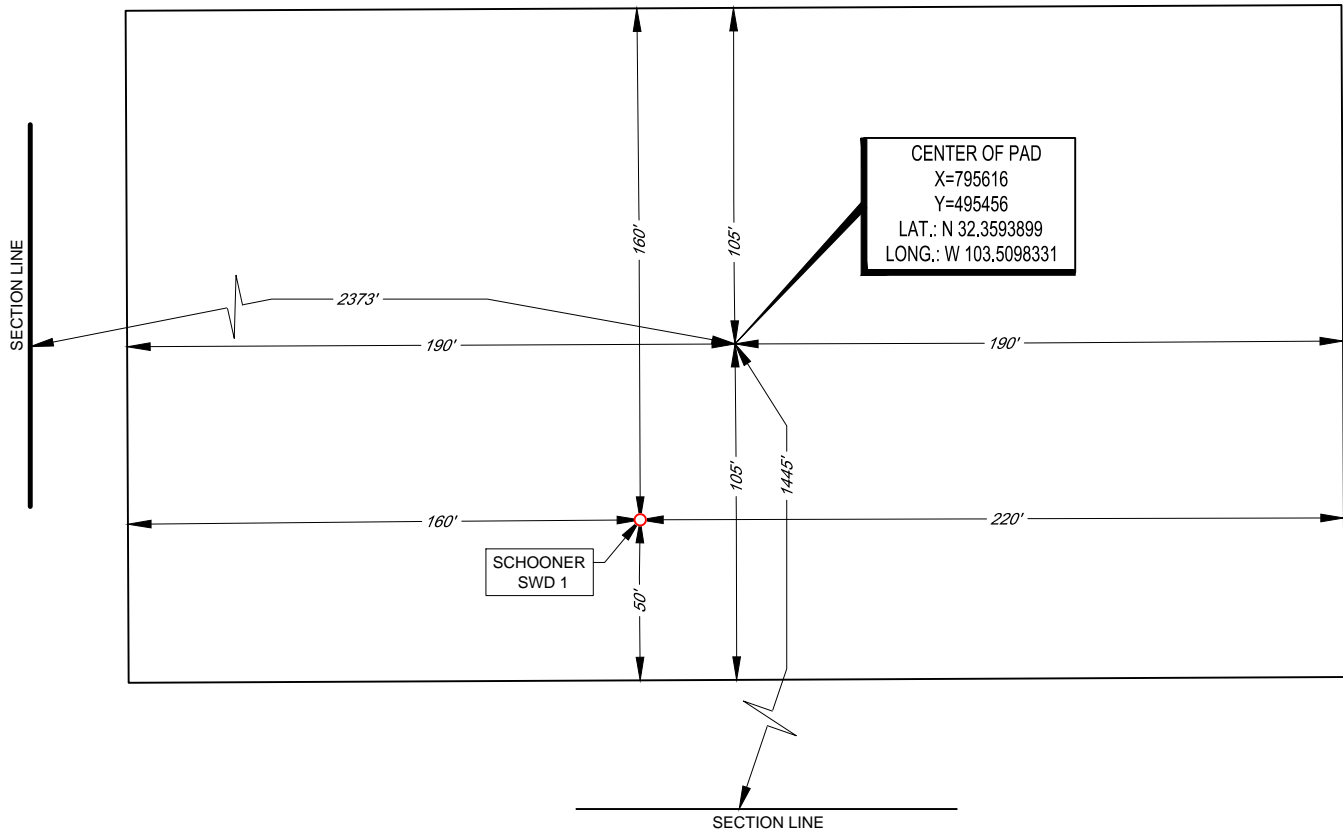 160'
105'
CENTER OF PAD
X=795616
Y=495456
LAT.: N 32.3593899
LONG.: W 103.5098331
SECTION LINE
2373'
190'
190'
105'
1445'
160'
220'
SCHOONER
SWD 1
50'
SECTION LINE